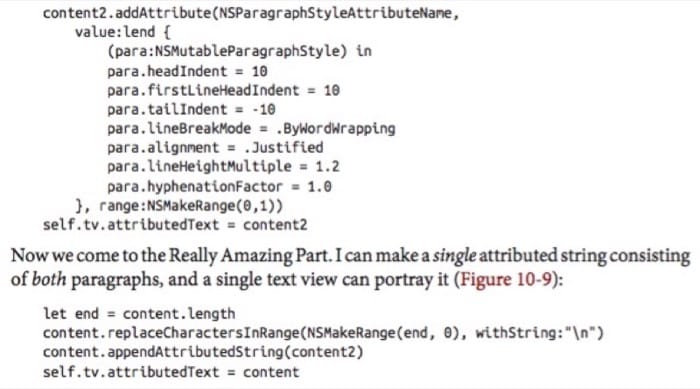 content2.addAttribute(NSParagraphStyleAttributeName,
value:lend {
(para:NSMutableParagraphStyle) in
para.headIndent = 10
para.firstLineHeadIndent = 10
para.tailIndent = -10
para.lineBreakMode = .ByWordWrapping
para.alignment = .Justified
para.lineHeightMultiple = 1.2
para.hyphenationFactor = 1.0
}, range:NSMakeRange(0,1))
self.tv.attributedText = content2
Now we come to the Really Amazing Part. I can make a single attributed string consisting
of both paragraphs, and a single text view can portray it (Figure 10-9):
let end = content.length
content.replaceCharactersInRange(NSMakeRange(end, 0), withString:"\n")
content.appendAttributedString(content2)
self.tv.attributedText = content